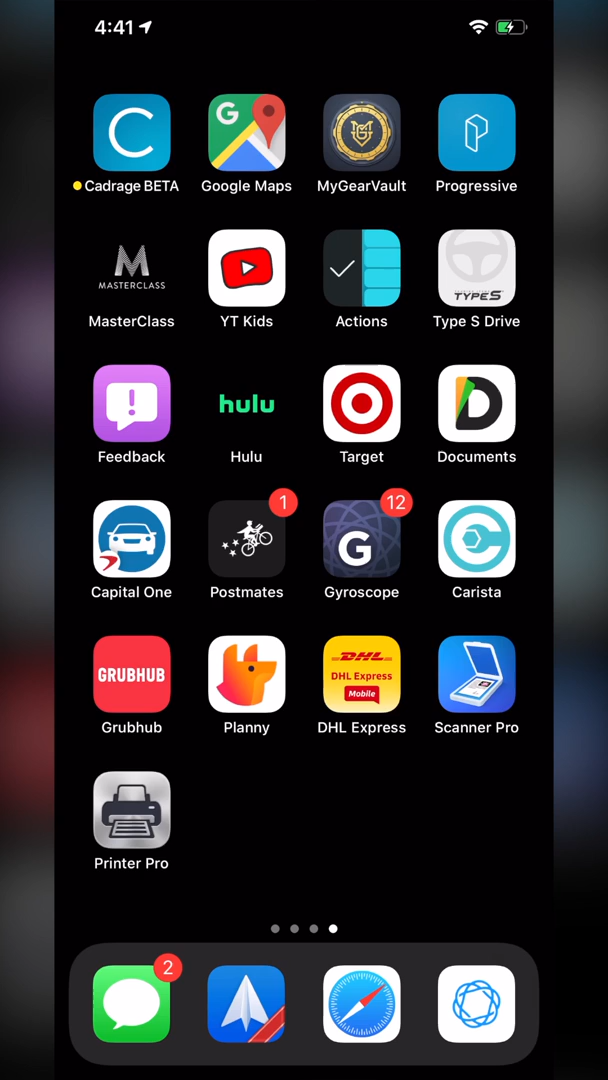 4:41
G
Cadrage BETA Google Maps MyGearVault Progressive
MASTERCLASS
TYPE S
MasterClass YT Kids Actions Type S Drive
!
hulu
D
Feedback Hulu Target Documents
1
12
G
Capital One Postmates Gyroscope Carista
GRUBHUB
DHL
DHL Express
Mobile
Grubhub Planny DHL Express Scanner Pro
Printer Pro
2